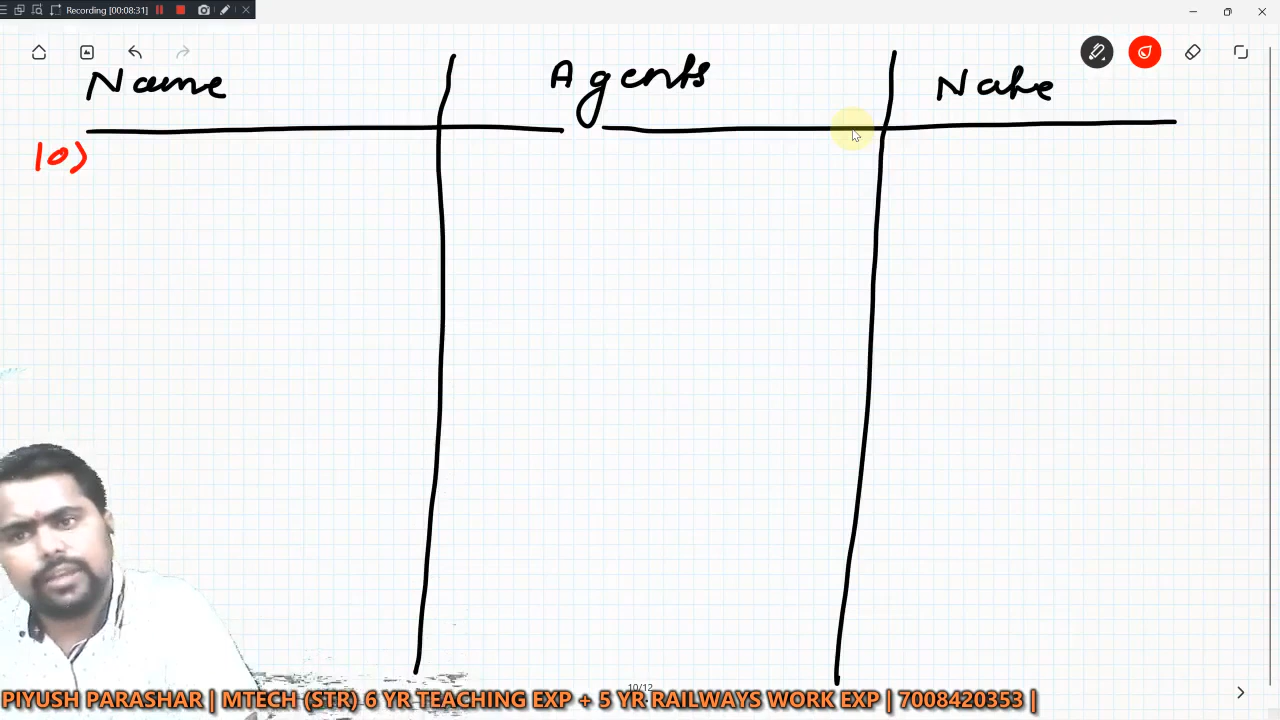 Recording [00:08:31]
Name Agents Note
10)
10/12
PIYUSH PARASHAR | MTECH (STR) 6 YR TEACHING EXP + 5 YR RAILWAYS WORK EXP | 7008420353 |